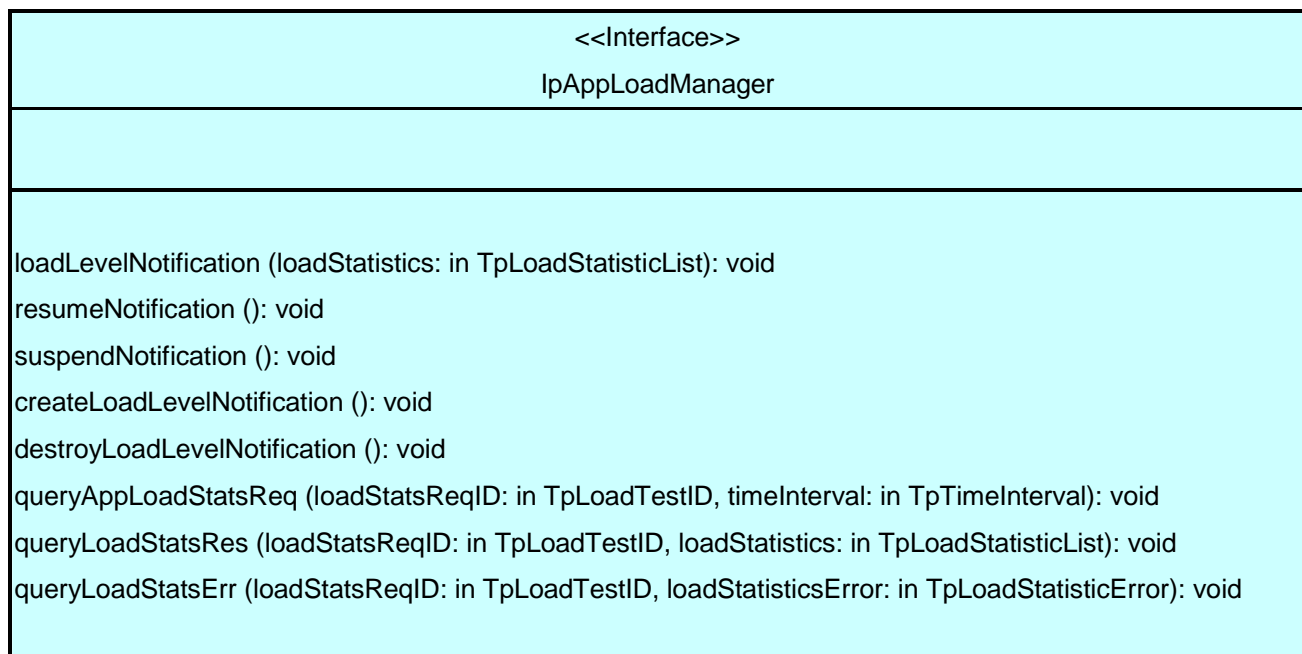 <<Interface>>
IpAppLoadManager
loadLevelNotification (loadStatistics: in TpLoadStatisticList): void
resumeNotification (): void
suspendNotification (): void
createLoadLevelNotification (): void
destroyLoadLevelNotification (): void
queryAppLoadStatsReq (loadStatsReqID: in TpLoadTestID, timeInterval: in TpTimeInterval): void
queryLoadStatsRes (loadStatsReqID: in TpLoadTestID, loadStatistics: in TpLoadStatisticList): void
queryLoadStatsErr (loadStatsReqID: in TpLoadTestID, loadStatisticsError: in TpLoadStatisticError): void